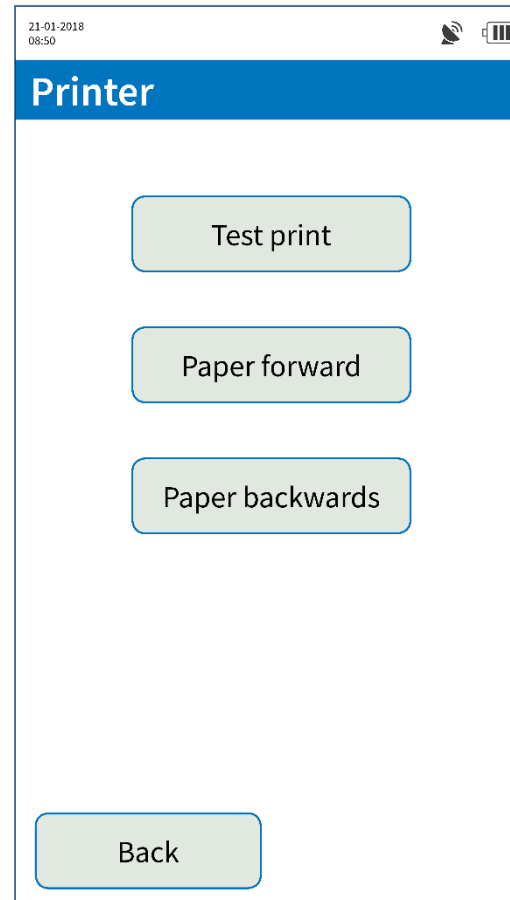 21-01-2018
08:50
Printer
Test print
Paper forward
Paper backwards
Back